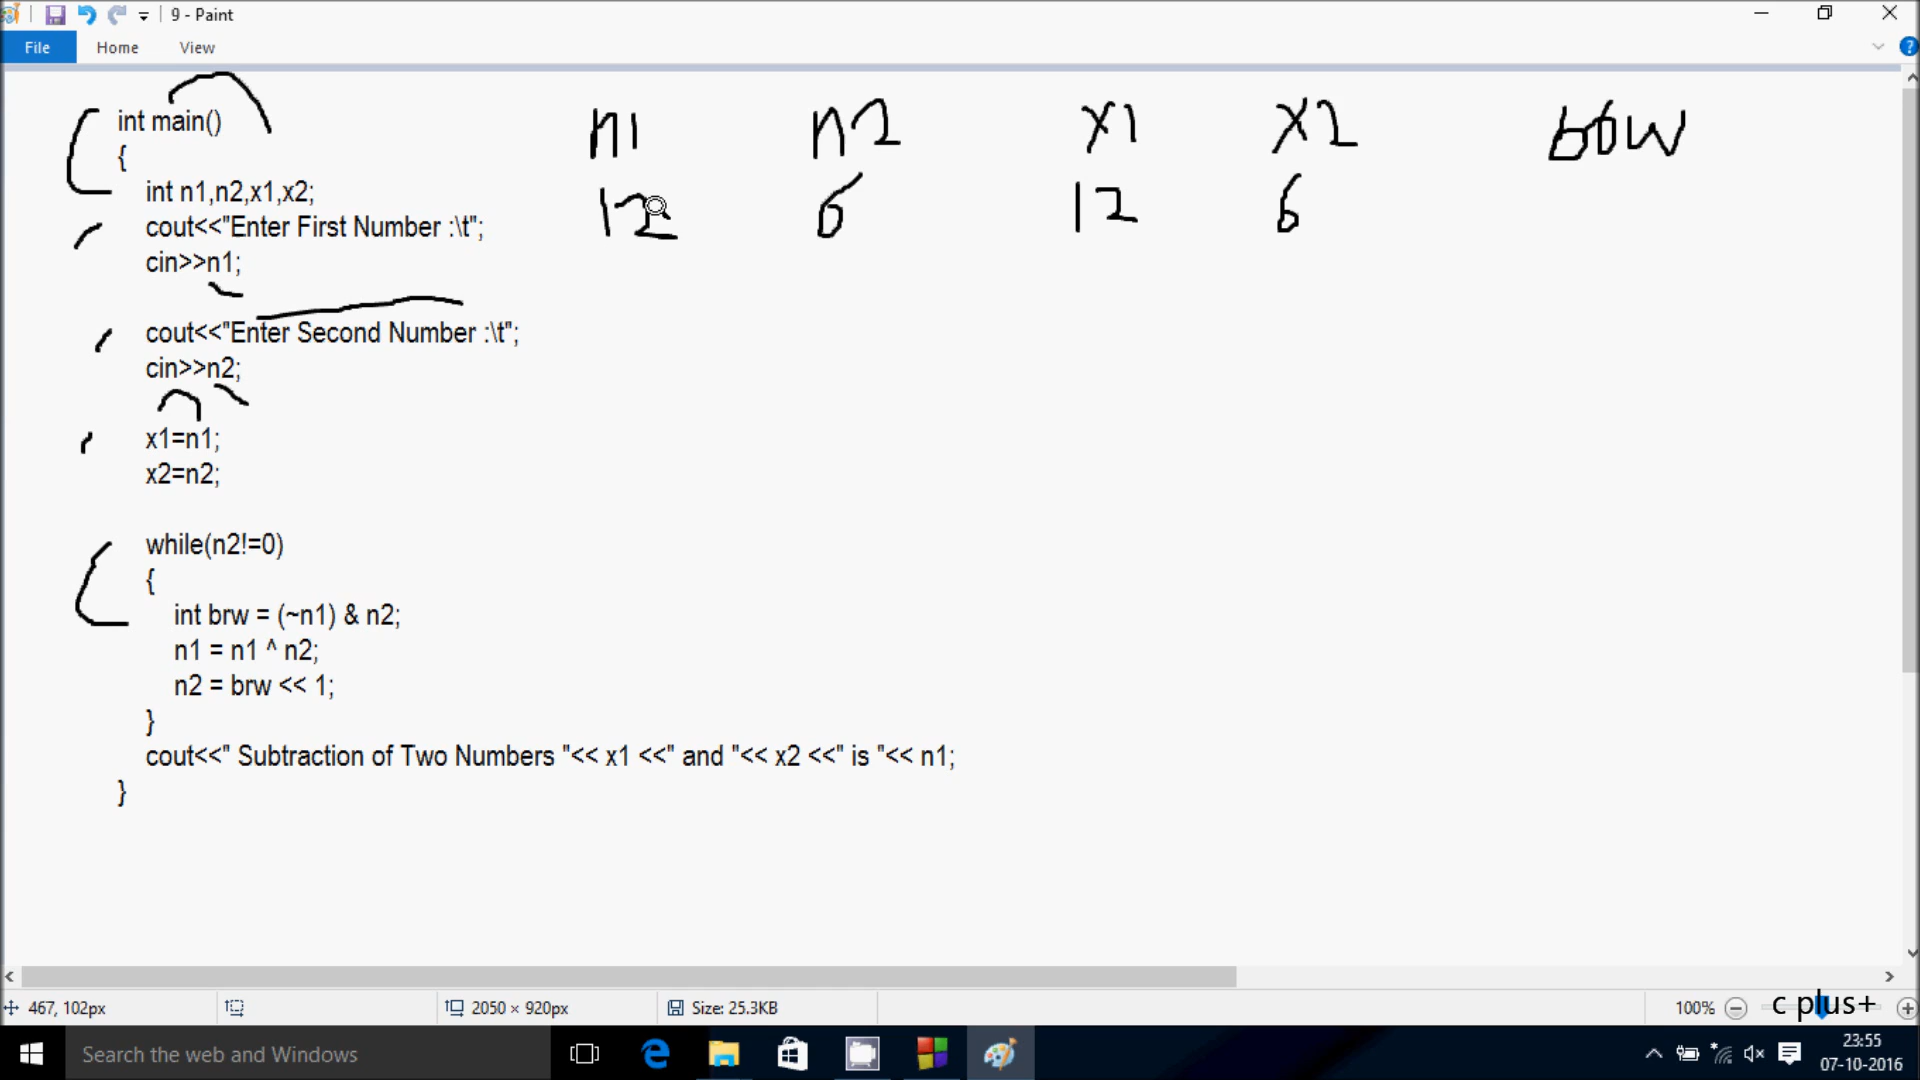 9 - Paint
File Home View
int main()
{
int n1,n2,x1,x2;
cout<<"Enter First Number :\t";
cin>>n1;
cout<<"Enter Second Number :\t";
cin>>n2;
x1=n1;
x2=n2;
while(n2!=0)
{
int brw = (~n1) & n2;
n1 = n1 ^ n2;
n2 = brw << 1;
}
cout<<" Subtraction of Two Numbers "<< x1 <<" and "<< x2 <<" is "<< n1;
}
n1 n2 x1 x2
12 6 12 6
467, 102px 2050 × 920px Size: 25.3KB 100%
c plus+
Search the web and Windows
23:55
07-10-2016